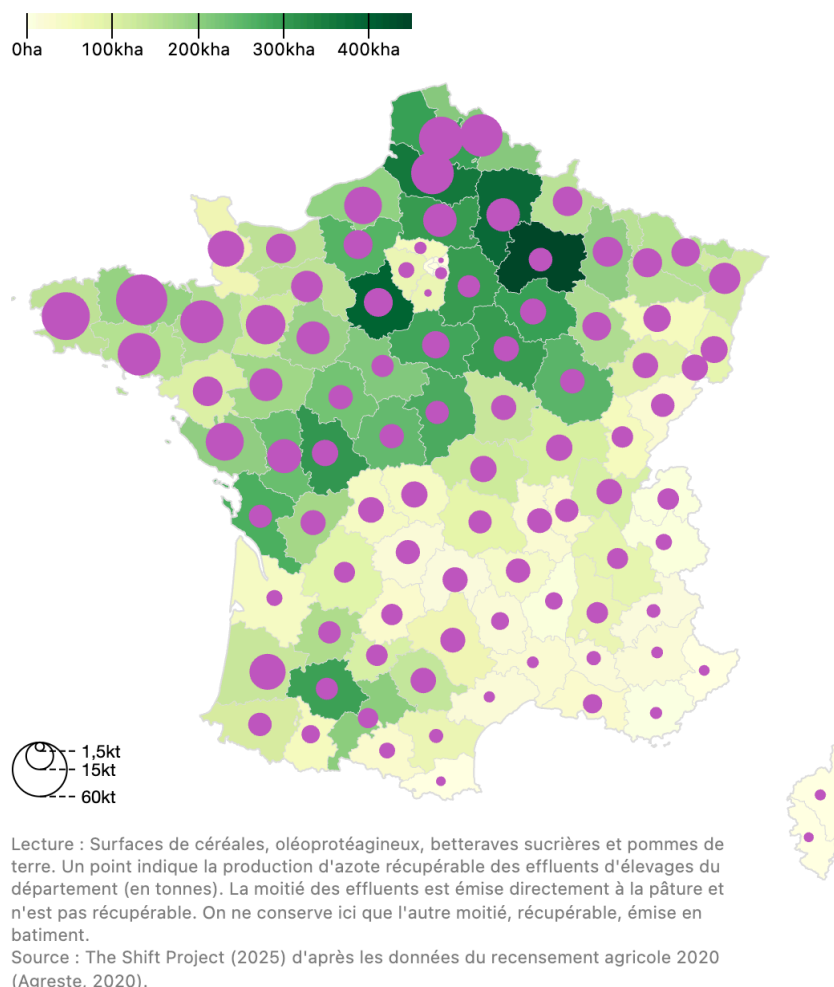 0ha 100kha 200kha 300kha 400kha
1,5kt
15kt
60kt
Lecture : Surfaces de céréales, oléoprotéagineux, betteraves sucrières et pommes de
terre. Un point indique la production d'azote récupérable des effluents d'élevages du
département (en tonnes). La moitié des effluents est émise directement à la pâture et
n'est pas récupérable. On ne conserve ici que l'autre moitié, récupérable, émise en
batiment.
Source : The Shift Project (2025) d'après les données du recensement agricole 2020
(Agreste, 2020).